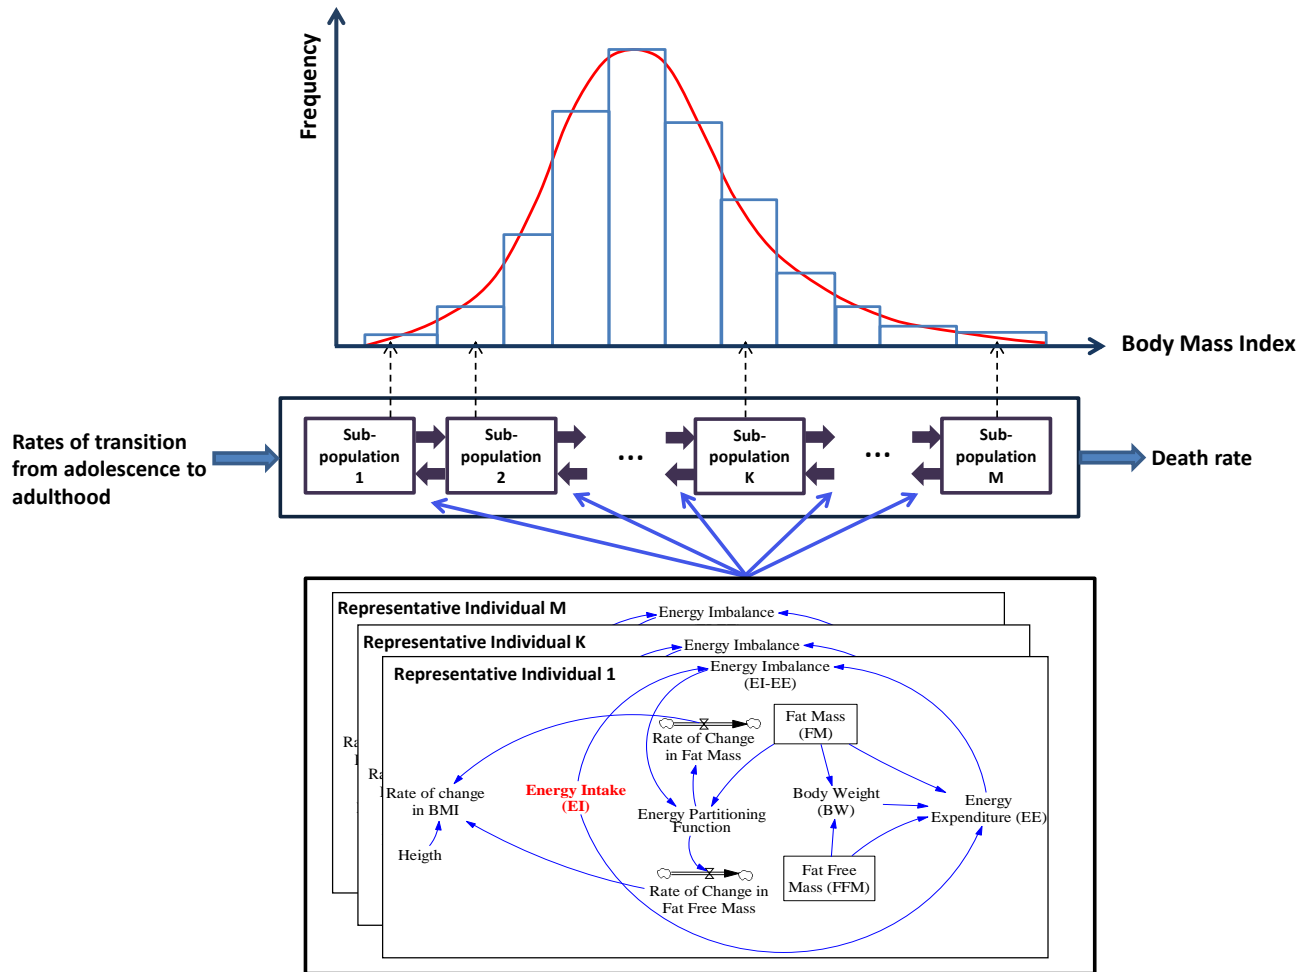 Frequency
Body Mass Index
Rates of transition
from adolescence to
adulthood
Sub-
population
1
Sub-
population
2
...
Sub-
population
K
...
Sub-
population
M
Death rate
Representative Individual M
Energy Imbalance
Representative Individual K
Energy Imbalance
Representative Individual 1
Energy Imbalance
(EI-EE)
Fat Mass
(FM)
Rate of Change
in Fat Mass
Ra
Ra
Rate of change
in BMI
Energy Intake
(EI)
Energy Partitioning
Function
Body Weight
(BW)
Energy
Expenditure (EE)
Heigth
Fat Free
Mass (FFM)
Rate of Change in
Fat Free Mass